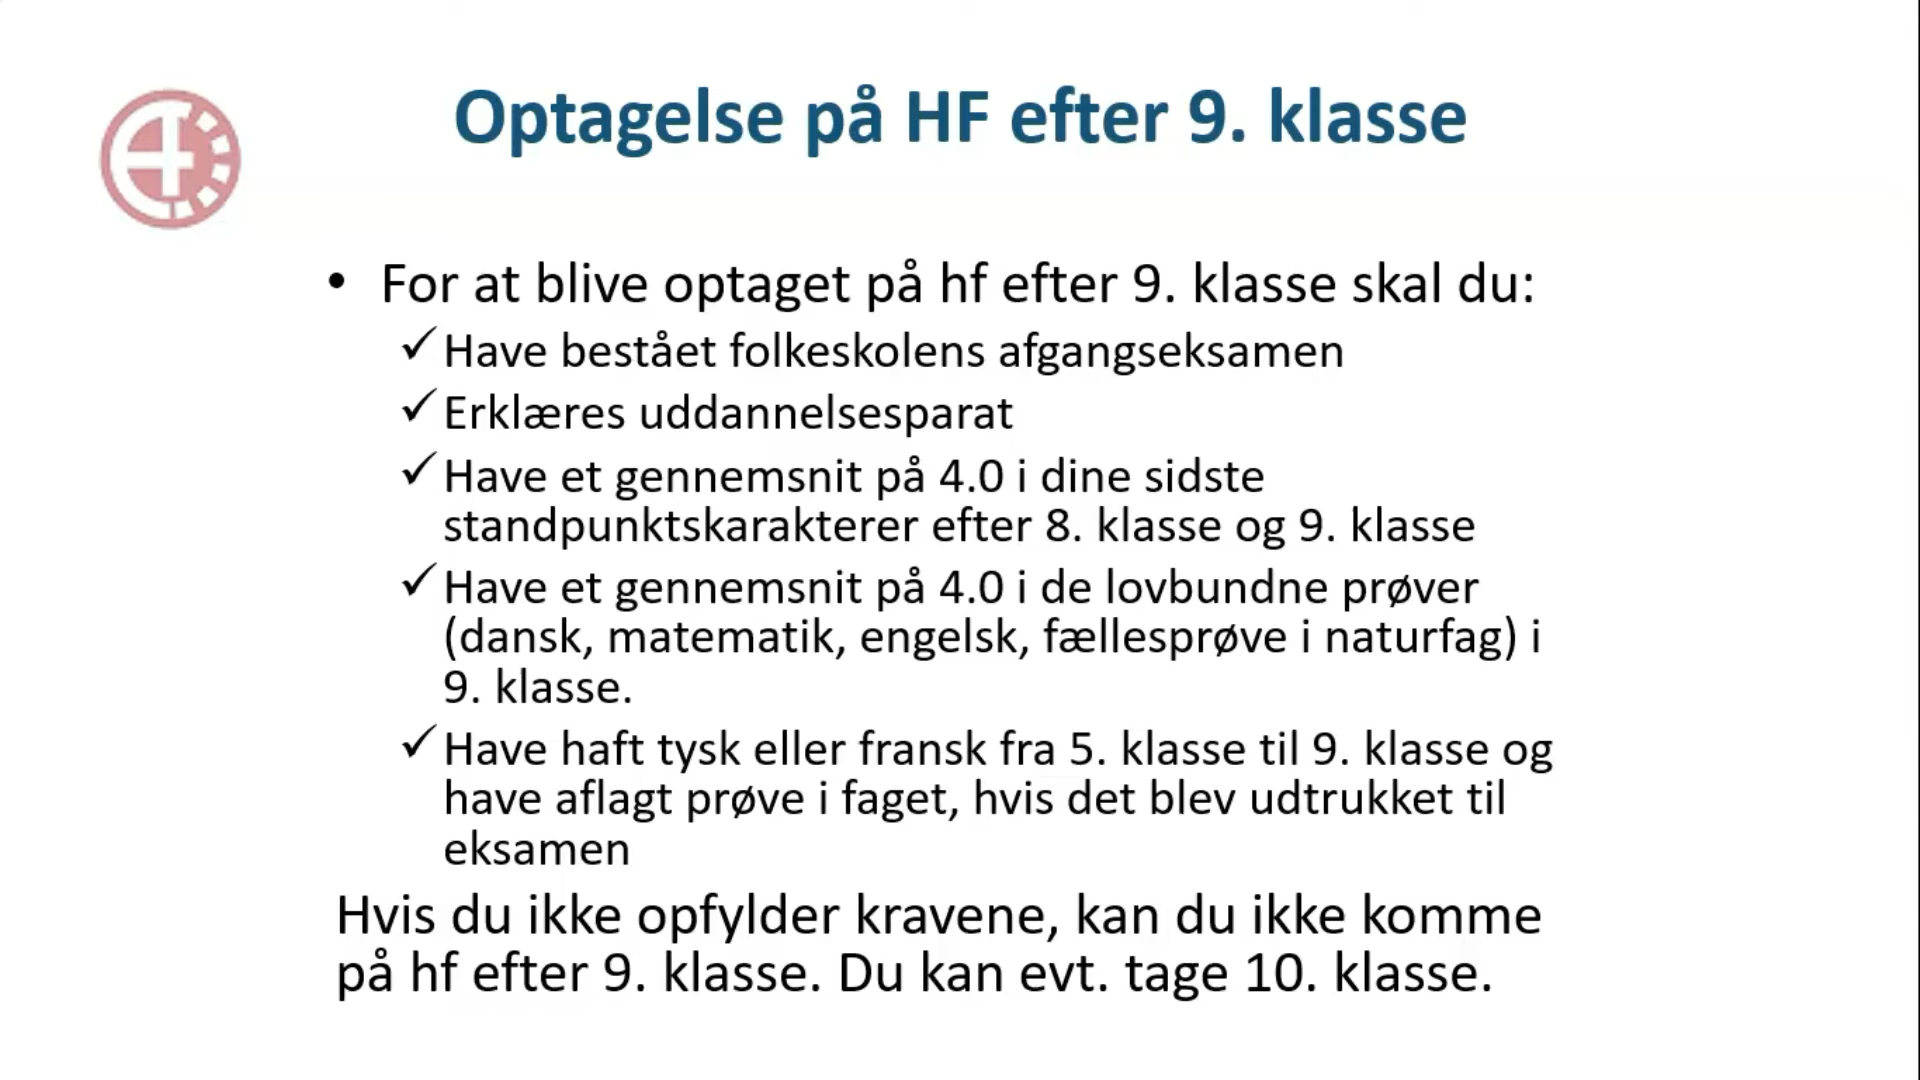 Optagelse på HF efter 9. klasse
• For at blive optaget på hf efter 9. klasse skal du:
✓ Have bestået folkeskolens afgangseksamen
✓ Erklæres uddannelsesparat
✓ Have et gennemsnit på 4.0 i dine sidste
standpunktskarakterer efter 8. klasse og 9. klasse
✓ Have et gennemsnit på 4.0 i de lovbundne prøver
(dansk, matematik, engelsk, fællesprøve i naturfag) i
9. klasse.
✓ Have haft tysk eller fransk fra 5. klasse til 9. klasse og
have aflagt prøve i faget, hvis det blev udtrukket til
eksamen
Hvis du ikke opfylder kravene, kan du ikke komme
på hf efter 9. klasse. Du kan evt. tage 10. klasse.